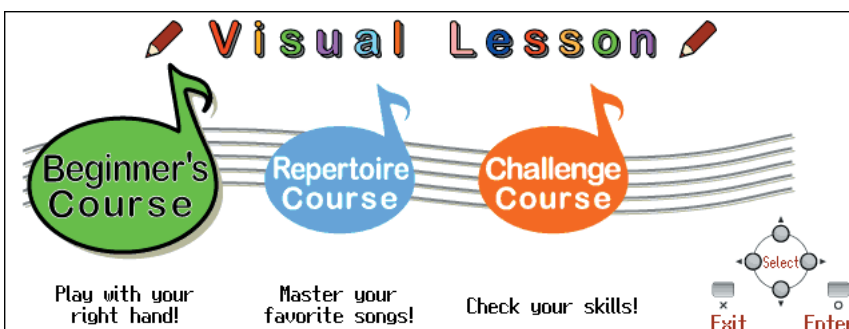 Visual Lesson
Beginner's
Course
Repertoire
Course
Challenge
Course
Play with your
right hand!
Master your
favorite songs!
Check your skills!
Select
Exit
Enter